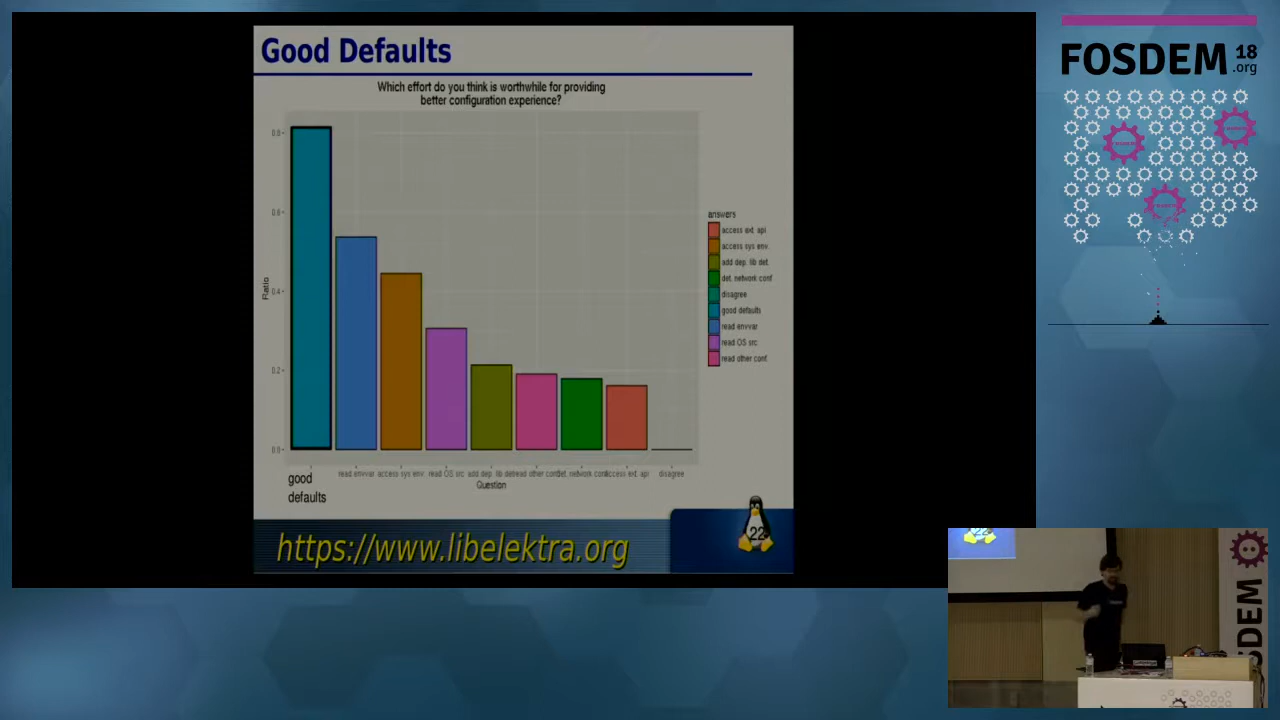 Good Defaults
Which effort do you think is worthwhile for providing
better configuration experience?
0.8
0.6
0.4
0.2
0.0
Ratio
answers
access ext. api
access sys env.
add dep. lib det.
det. network conf
disagree
good defaults
read envvar
read OS src
read other conf.
good
defaults
read envvar
access sys env.
read OS src
add dep. lib det.
read other conf.
det. network conf
access ext. api
disagree
Question
https://www.libelektra.org
22
FOSDEM 18
.org
22